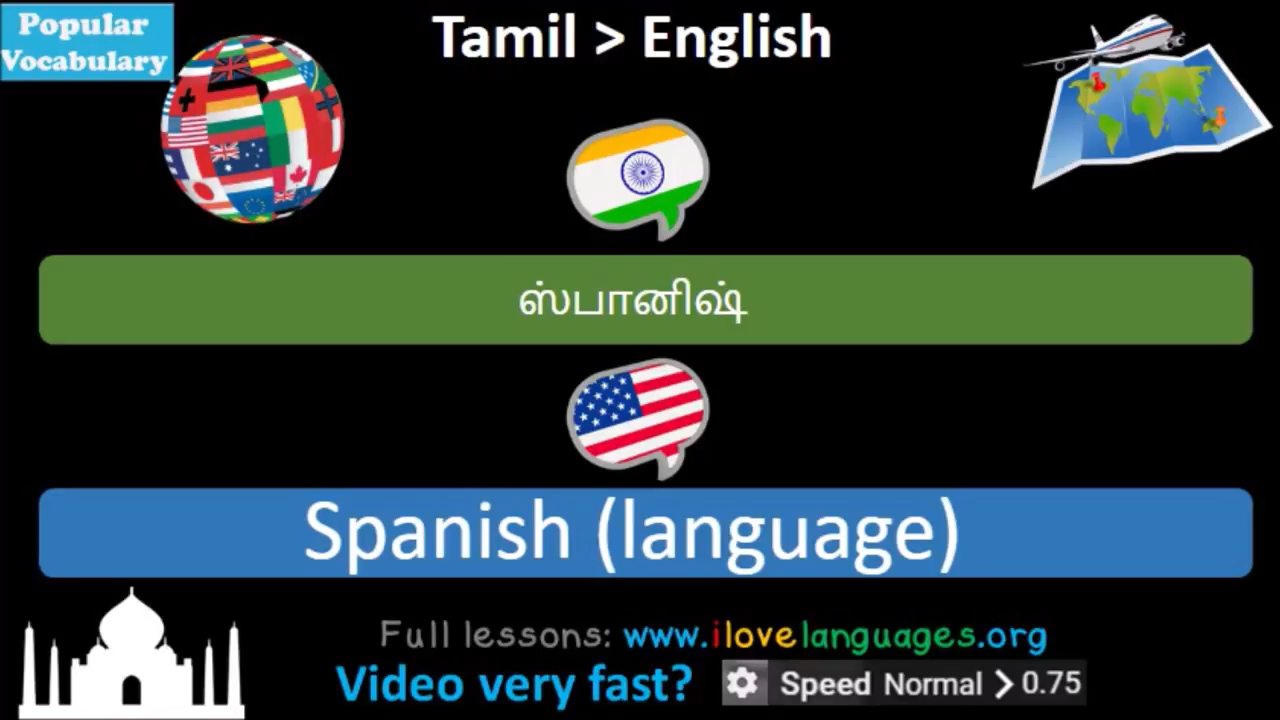 Popular
Vocabulary
Tamil > English
ஸ்பானிஷ்
Spanish (language)
Full lessons: www.ilovelanguages.org
Video very fast? Speed Normal > 0.75